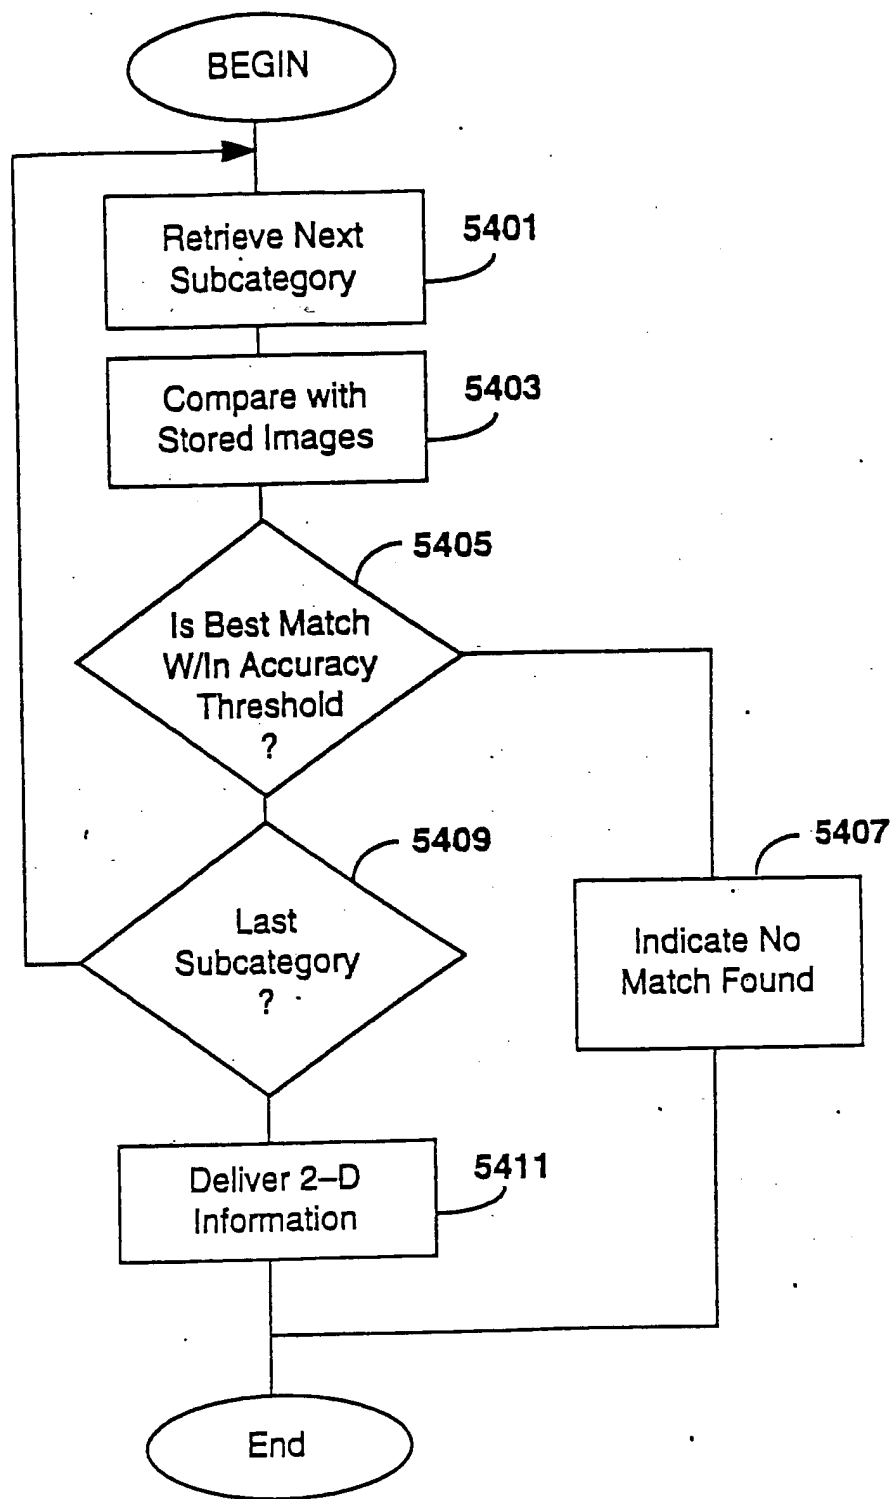 BEGIN
Retrieve Next
Subcategory
5401
Compare with
Stored Images
5403
Is Best Match
W/In Accuracy
Threshold
?
5405
Last
Subcategory
?
5409
Indicate No
Match Found
5407
Deliver 2–D
Information
5411
End